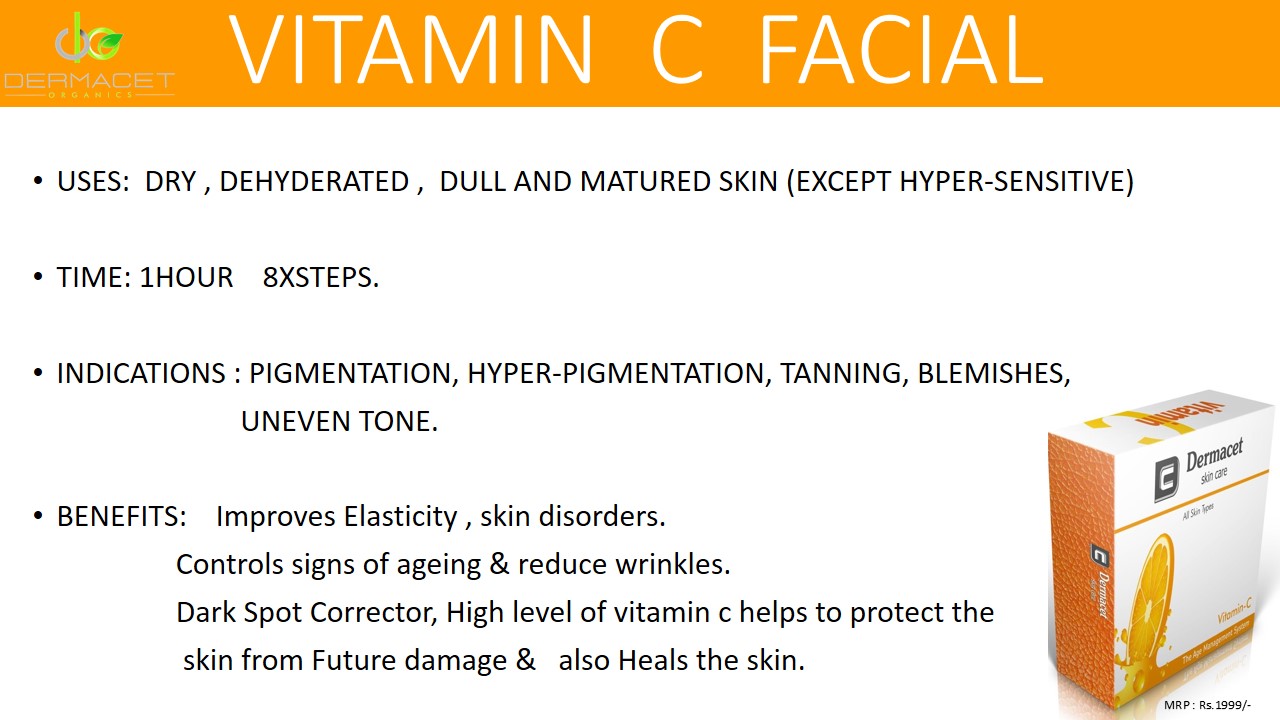 DERMACET
ORGANICS
VITAMIN C FACIAL
• USES: DRY , DEHYDERATED , DULL AND MATURED SKIN (EXCEPT HYPER-SENSITIVE)
• TIME: 1HOUR 8XSTEPS.
• INDICATIONS : PIGMENTATION, HYPER-PIGMENTATION, TANNING, BLEMISHES,
UNEVEN TONE.
• BENEFITS: Improves Elasticity , skin disorders.
Controls signs of ageing & reduce wrinkles.
Dark Spot Corrector, High level of vitamin c helps to protect the
skin from Future damage & also Heals the skin.
vitamin
Dermacet
skin care
All Skin Types
Dermacet
Vitamin-C
The Age Management System
MRP : Rs.1999/-